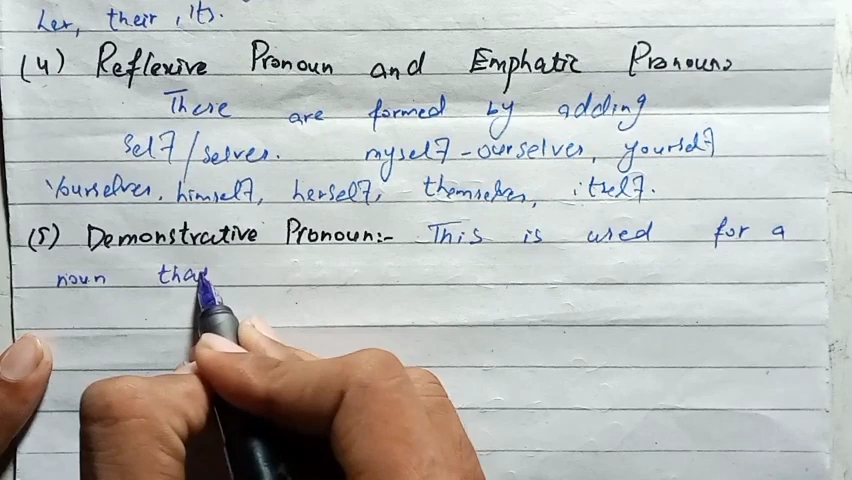 her, their, its.
(4) Reflexive Pronoun and Emphatic Pronouns
These are formed by adding
self/selves. myself-ourselves, yourself
Yourselves, himself, herself, themselves, itself.
(5) Demonstrative Pronoun:- This is used for a
noun tha